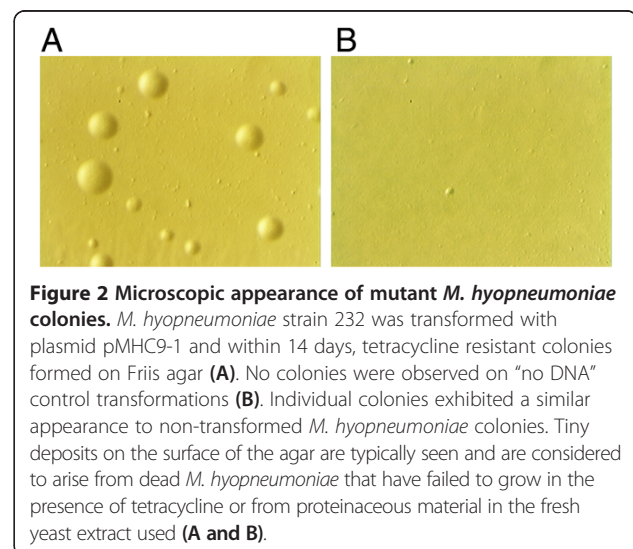 A B
Figure 2 Microscopic appearance of mutant M. hyopneumoniae
colonies. M. hyopneumoniae strain 232 was transformed with
plasmid pMHC9-1 and within 14 days, tetracycline resistant colonies
formed on Friis agar (A). No colonies were observed on “no DNA”
control transformations (B). Individual colonies exhibited a similar
appearance to non-transformed M. hyopneumoniae colonies. Tiny
deposits on the surface of the agar are typically seen and are considered
to arise from dead M. hyopneumoniae that have failed to grow in the
presence of tetracycline or from proteinaceous material in the fresh
yeast extract used (A and B).